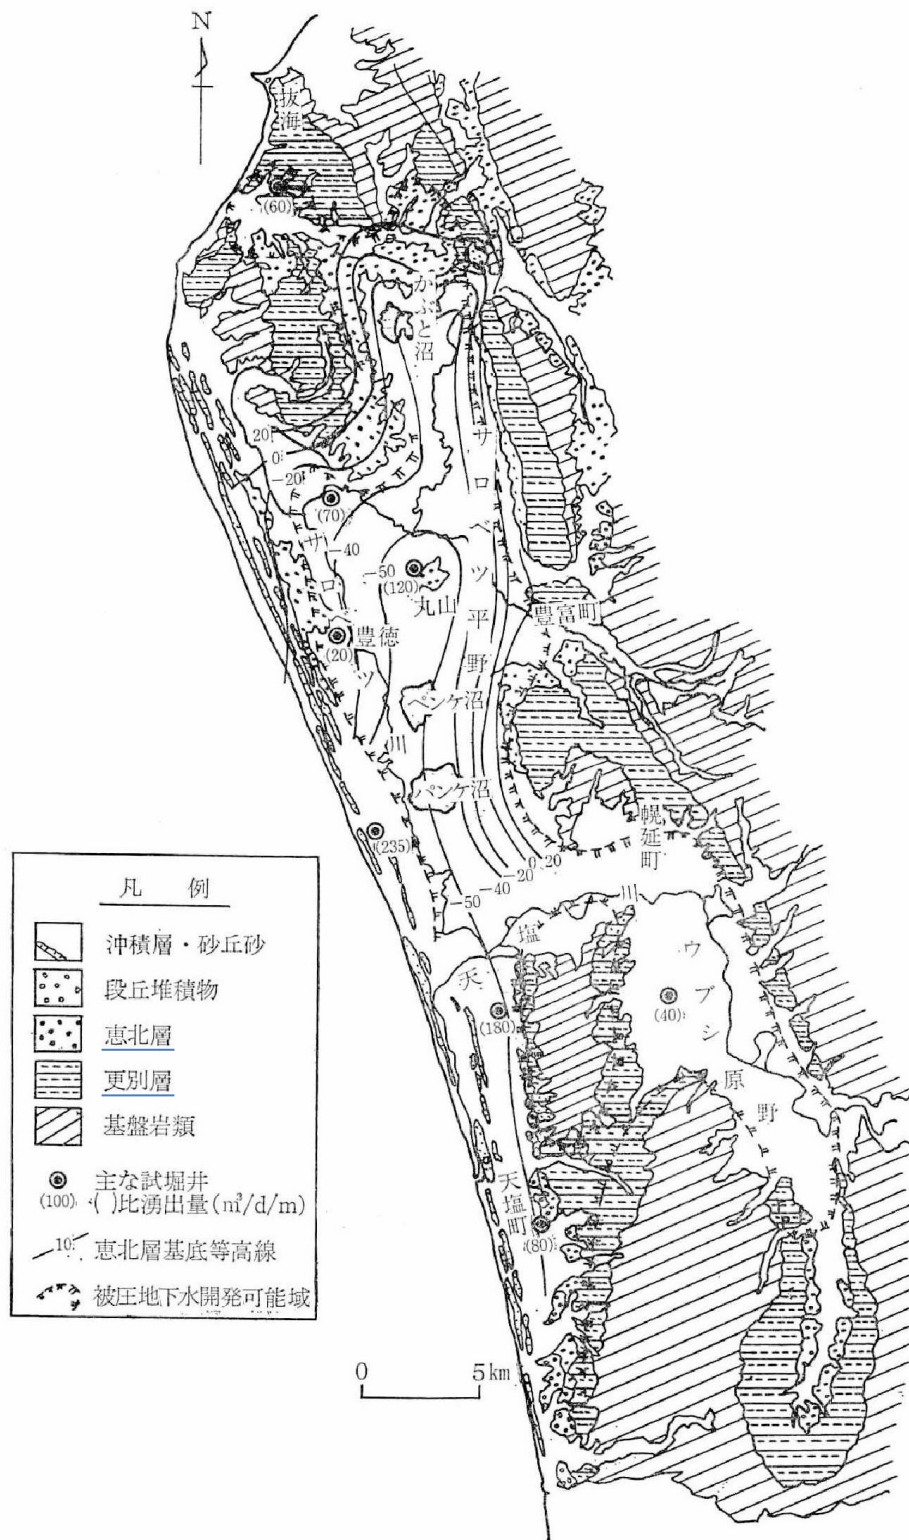 N
抜海
(60)
かぶと沼
サロベツ平野
20
0
-20
(70)
サロベツ川
-40
-50
(120)
丸山
豊富町
豊徳
(20)
ペンケ沼
パンケ沼
(235)
幌延町
0
20
-20
-40
-50
天塩川
ウブシ原野
(40)
(180)
天塩町
(80)
凡 例
沖積層・砂丘砂
段丘堆積物
恵北層
更別層
基盤岩類
主な試堀井
(100) ( )比湧出量(m³/d/m)
10 恵北層基底等高線
被圧地下水開発可能域
0 5km